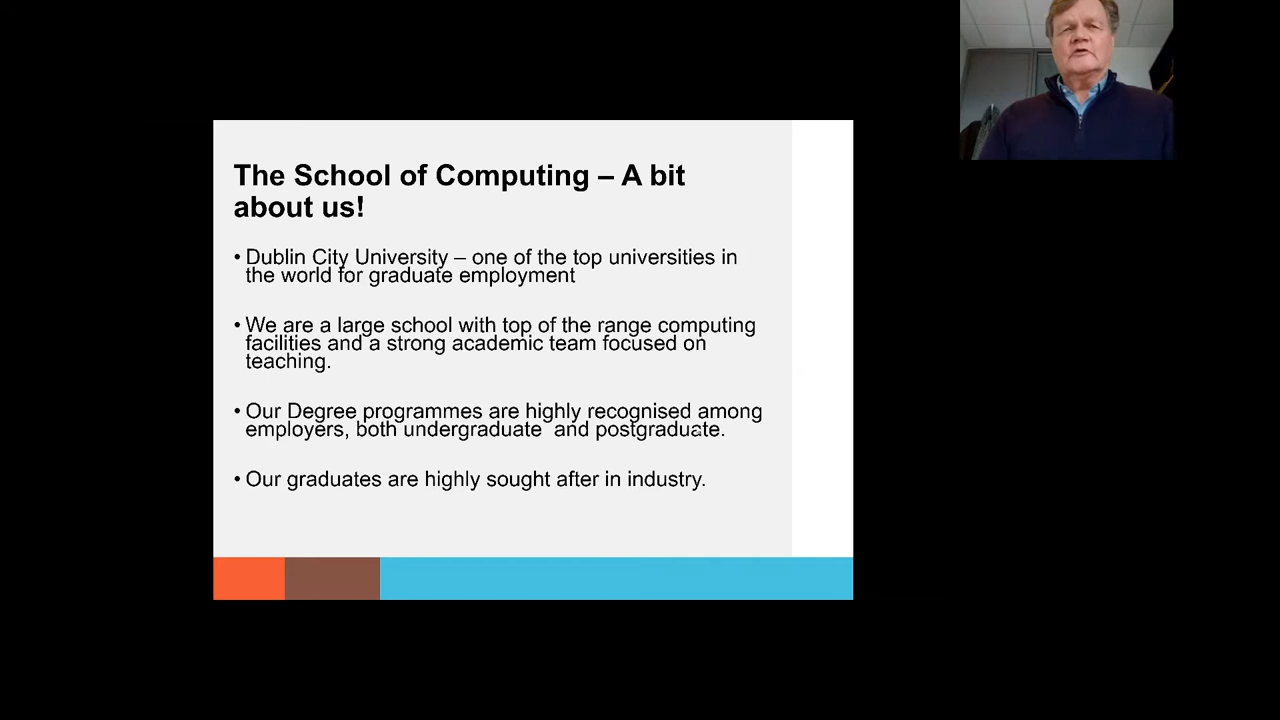 The School of Computing – A bit
about us!
• Dublin City University – one of the top universities in
the world for graduate employment
• We are a large school with top of the range computing
facilities and a strong academic team focused on
teaching.
• Our Degree programmes are highly recognised among
employers, both undergraduate  and postgraduate.
• Our graduates are highly sought after in industry.